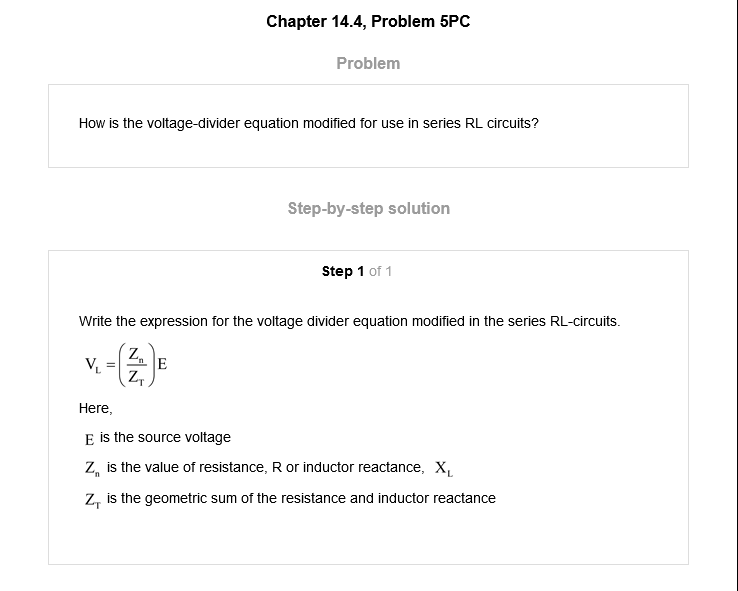 Chapter 14.4, Problem 5PC
Problem
How is the voltage-divider equation modified for use in series RL circuits?
Step-by-step solution
Step 1 of 1
Write the expression for the voltage divider equation modified in the series RL-circuits.
V_L = (Z_n / Z_T) E
Here,
E is the source voltage
Z_n is the value of resistance, R or inductor reactance, X_L
Z_T is the geometric sum of the resistance and inductor reactance